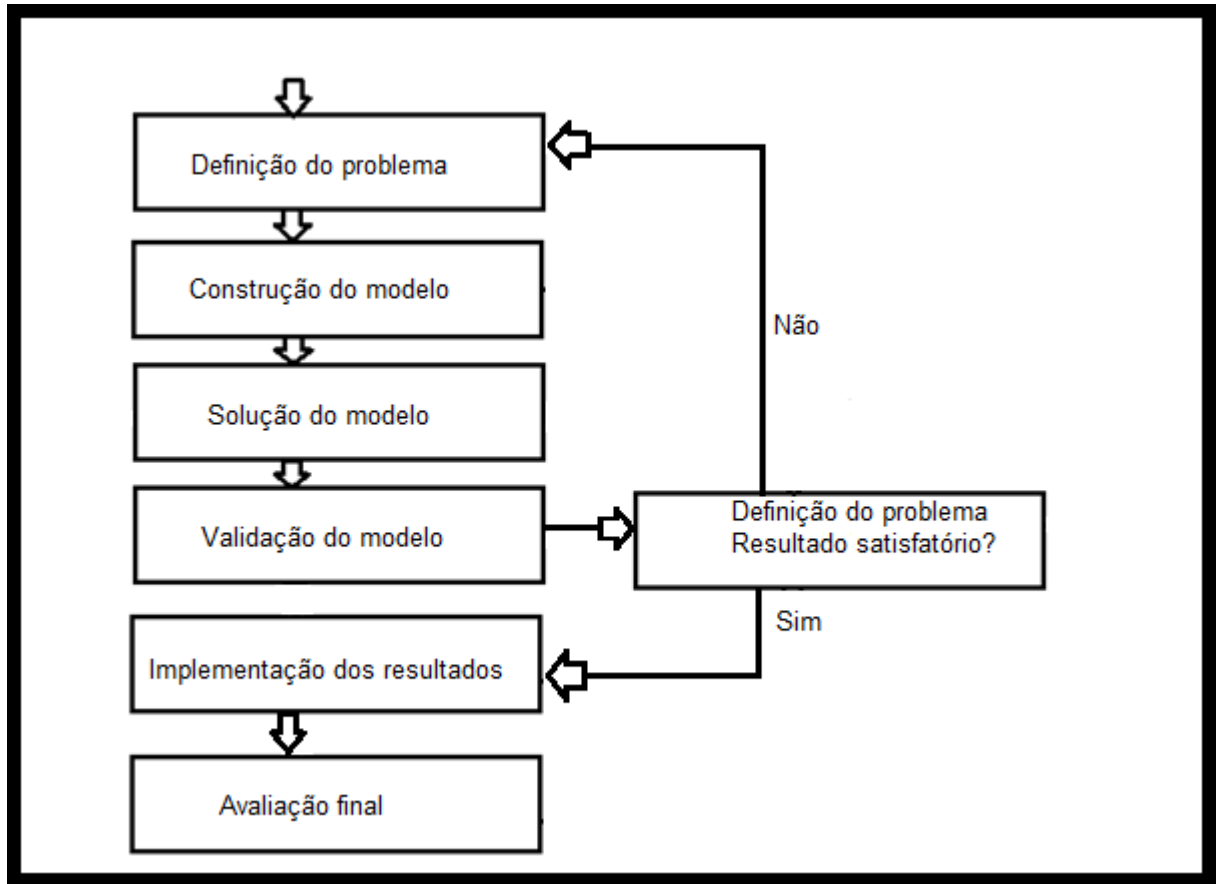 Definição do problema
Construção do modelo
Não
Solução do modelo
Validação do modelo
Definição do problema
Resultado satisfatório?
Sim
Implementação dos resultados
Avaliação final